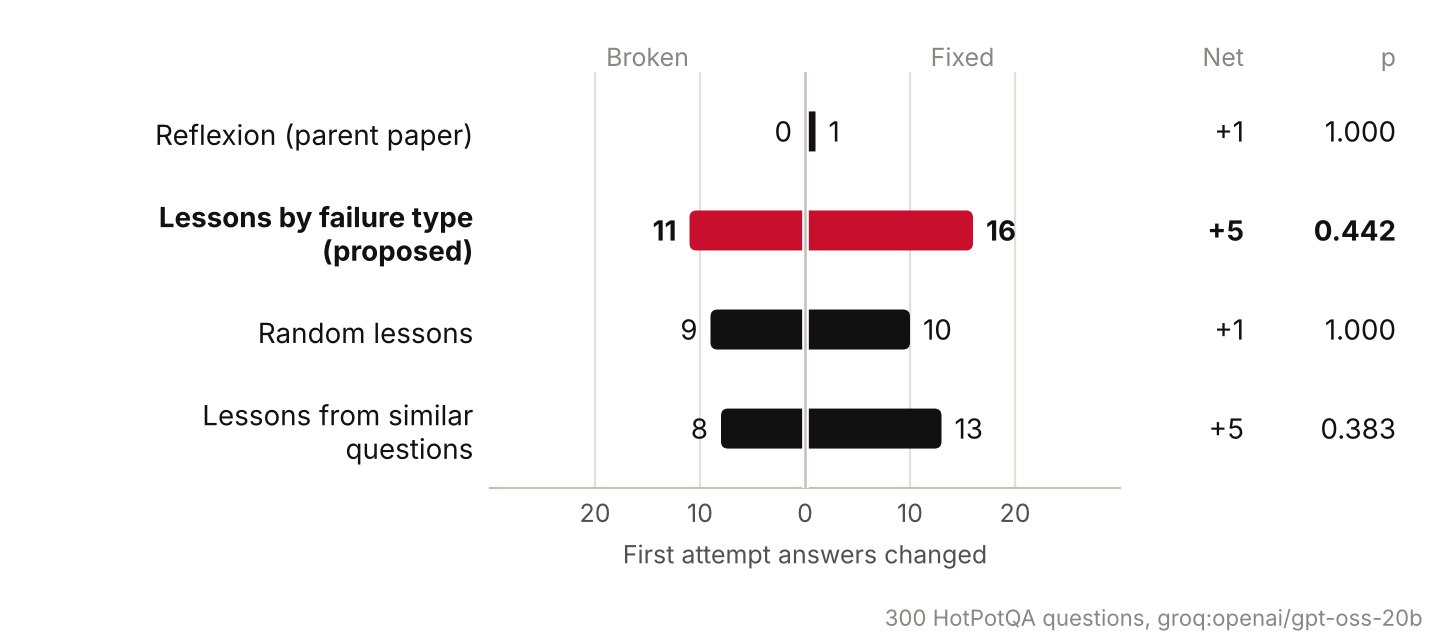 Broken Fixed Net p
Reflexion (parent paper) 0 1 +1 1.000
Lessons by failure type
(proposed) 11 16 +5 0.442
Random lessons 9 10 +1 1.000
Lessons from similar
questions 8 13 +5 0.383
20 10 0 10 20
First attempt answers changed
300 HotPotQA questions, groq:openai/gpt-oss-20b